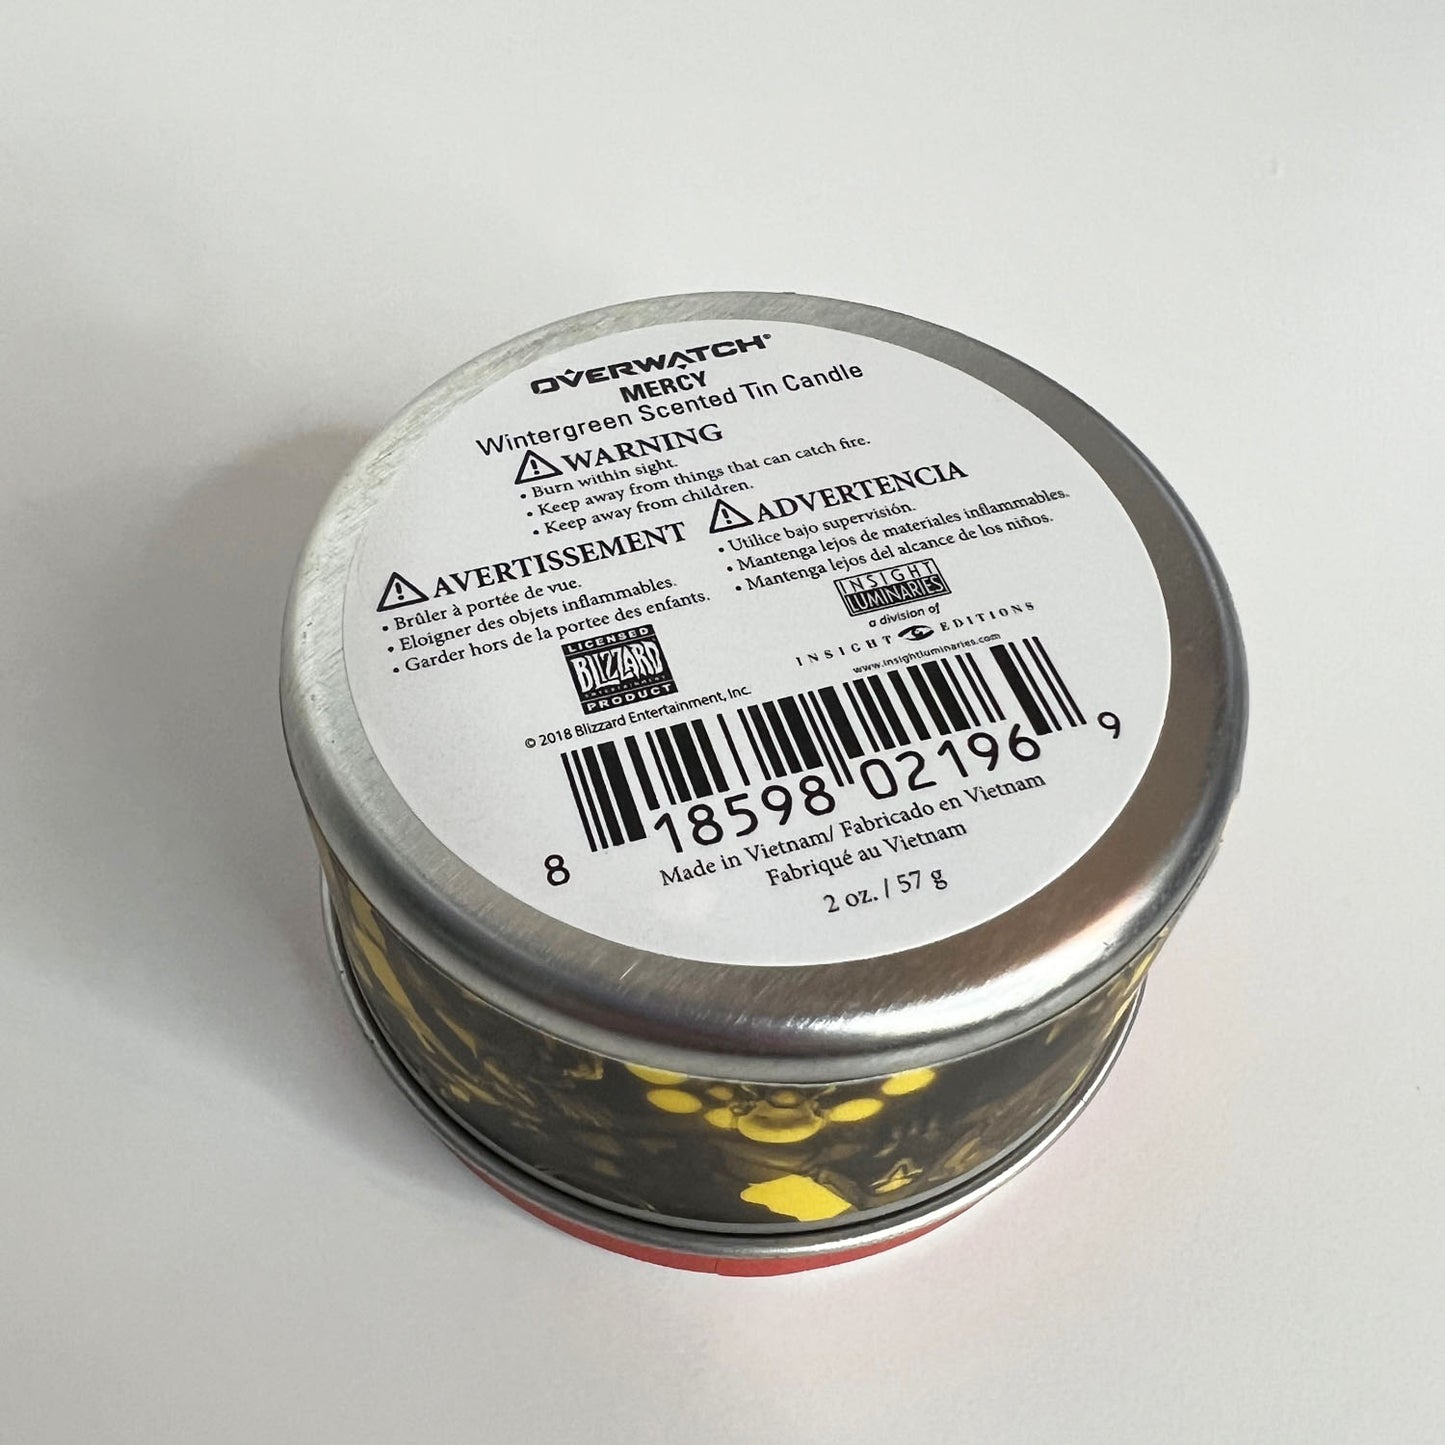 OVERWATCH®
MERCY
Wintergreen Scented Tin Candle
WARNING
• Burn within sight.
• Keep away from things that can catch fire.
• Keep away from children.
AVERTISSEMENT
• Brûler à portée de vue.
• Eloigner des objets inflammables.
• Garder hors de la portee des enfants.
ADVERTENCIA
• Utilice bajo supervisión.
• Mantenga lejos de materiales inflammables.
• Mantenga lejos del alcance de los niños.
LICENSED
BLIZZARD
ENTERTAINMENT
PRODUCT
© 2018 Blizzard Entertainment, Inc.
INSIGHT
LUMINARIES
a division of
INSIGHT EDITIONS
www.insightluminaries.com
8 18598 02196 9
Made in Vietnam/ Fabricado en Vietnam
Fabriqué au Vietnam
2 oz. / 57 g